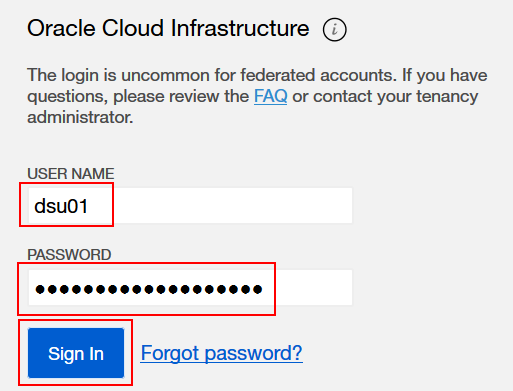 Oracle Cloud Infrastructure i
The login is uncommon for federated accounts. If you have
questions, please review the FAQ or contact your tenancy
administrator.
USER NAME
dsu01
PASSWORD
●●●●●●●●●●●●●●●●●●●
Sign In Forgot password?